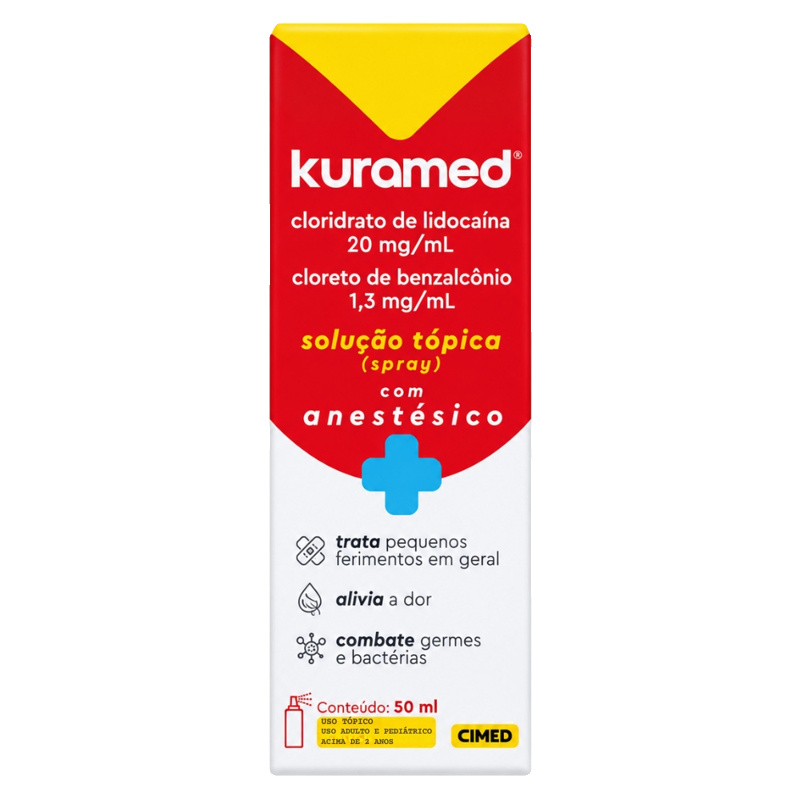 kuramed®
cloridrato de lidocaína
20 mg/mL
cloreto de benzalcônio
1,3 mg/mL
solução tópica
(spray)
com
anestésico
trata pequenos
ferimentos em geral
alivia a dor
combate germes
e bactérias
Conteúdo: 50 ml
USO TÓPICO
USO ADULTO E PEDIÁTRICO
ACIMA DE 2 ANOS
CIMED